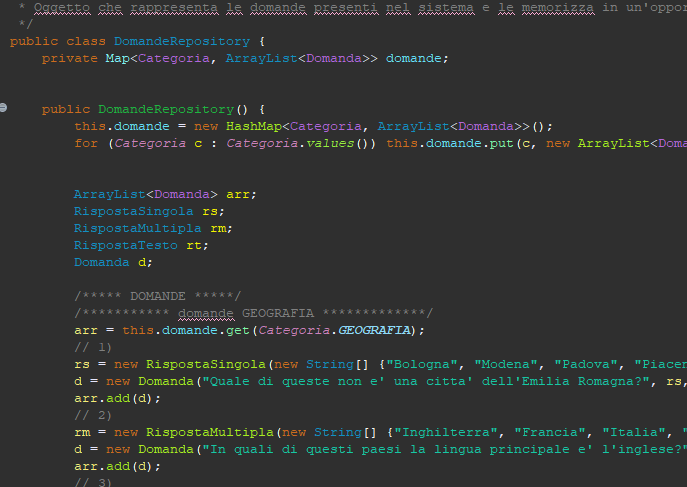 * Oggetto che rappresenta le domande presenti nel sistema e le memorizza in un'oppor
*/
public class DomandeRepository {
private Map<Categoria, ArrayList<Domanda>> domande;
public DomandeRepository() {
this.domande = new HashMap<Categoria, ArrayList<Domanda>>();
for (Categoria c : Categoria.values()) this.domande.put(c, new ArrayList<Doma
ArrayList<Domanda> arr;
RispostaSingola rs;
RispostaMultipla rm;
RispostaTesto rt;
Domanda d;
/***** DOMANDE *****/
/*********** domande GEOGRAFIA *************/
arr = this.domande.get(Categoria.GEOGRAFIA);
// 1)
rs = new RispostaSingola(new String[] {"Bologna", "Modena", "Padova", "Piacen
d = new Domanda("Quale di queste non e' una citta' dell'Emilia Romagna?", rs,
arr.add(d);
// 2)
rm = new RispostaMultipla(new String[] {"Inghilterra", "Francia", "Italia", "
d = new Domanda("In quali di questi paesi la lingua principale e' l'inglese?"
arr.add(d);
// 3)